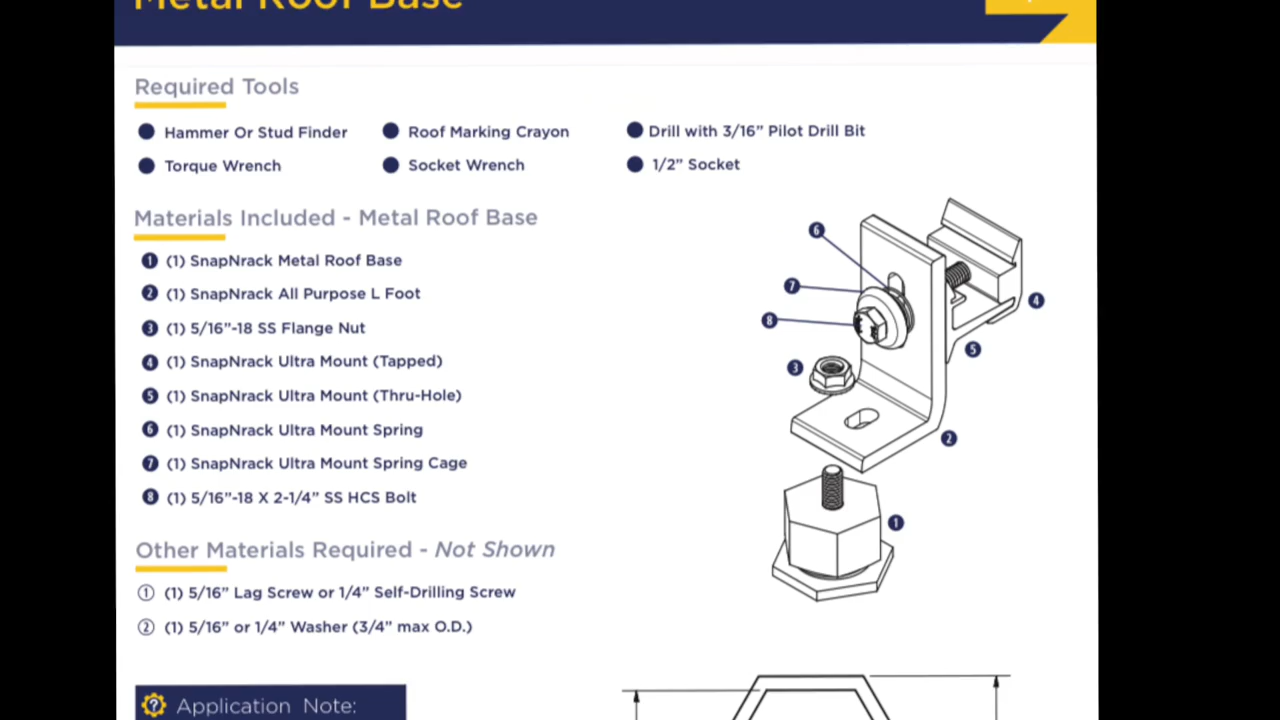 Metal Roof Base
Required Tools
Hammer Or Stud Finder
Roof Marking Crayon
Drill with 3/16” Pilot Drill Bit
Torque Wrench
Socket Wrench
1/2” Socket
Materials Included - Metal Roof Base
1 (1) SnapNrack Metal Roof Base
2 (1) SnapNrack All Purpose L Foot
3 (1) 5/16”-18 SS Flange Nut
4 (1) SnapNrack Ultra Mount (Tapped)
5 (1) SnapNrack Ultra Mount (Thru-Hole)
6 (1) SnapNrack Ultra Mount Spring
7 (1) SnapNrack Ultra Mount Spring Cage
8 (1) 5/16”-18 X 2-1/4” SS HCS Bolt
6
7
8
4
3
5
2
1
Other Materials Required - Not Shown
1 (1) 5/16” Lag Screw or 1/4” Self-Drilling Screw
2 (1) 5/16” or 1/4” Washer (3/4” max O.D.)
? Application Note: